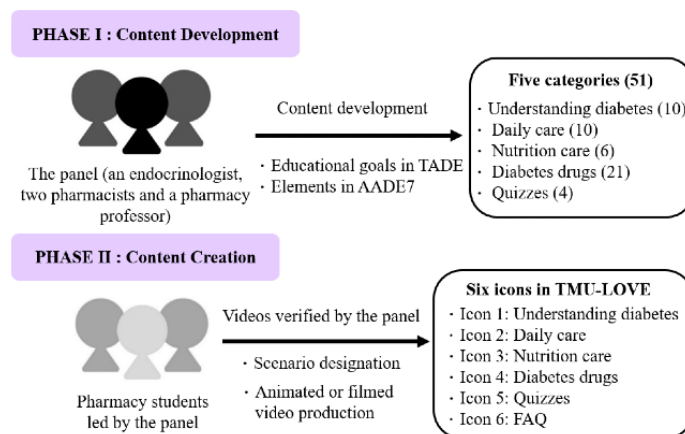 PHASE I : Content Development
The panel (an endocrinologist,
two pharmacists and a pharmacy
professor)
Content development
· Educational goals in TADE
· Elements in AADE7
Five categories (51)
· Understanding diabetes (10)
· Daily care (10)
· Nutrition care (6)
· Diabetes drugs (21)
· Quizzes (4)
PHASE II : Content Creation
Pharmacy students
led by the panel
Videos verified by the panel
· Scenario designation
· Animated or filmed
video production
Six icons in TMU-LOVE
· Icon 1: Understanding diabetes
· Icon 2: Daily care
· Icon 3: Nutrition care
· Icon 4: Diabetes drugs
· Icon 5: Quizzes
· Icon 6: FAQ